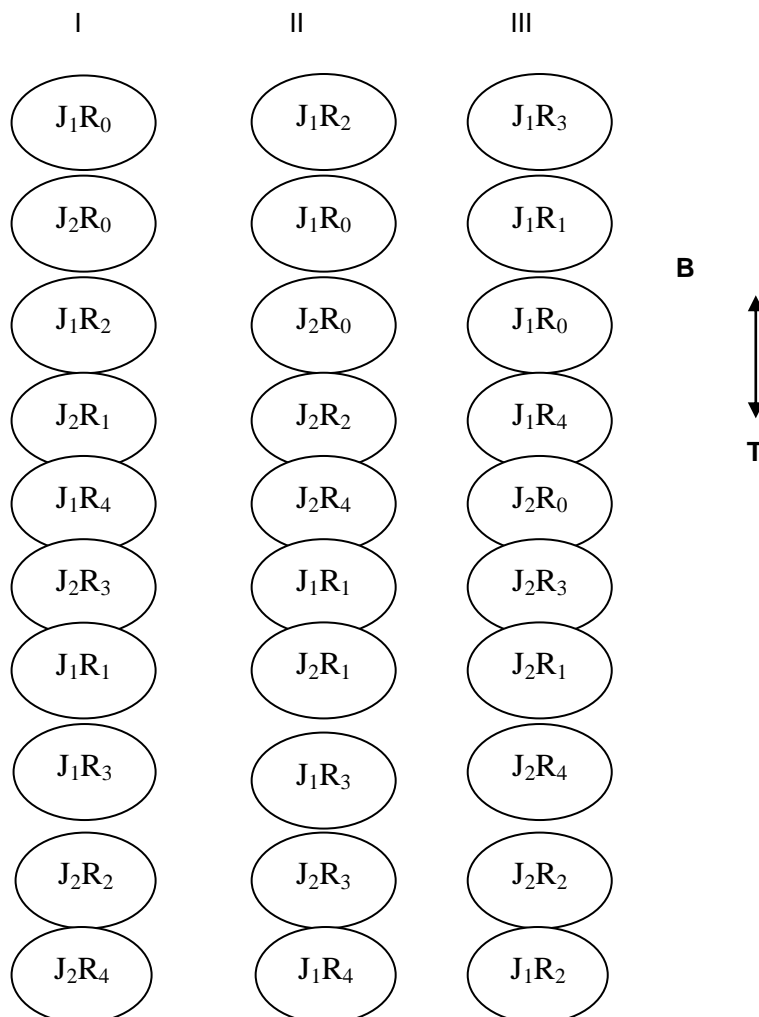 I II III
J₁R₀ J₁R₂ J₁R₃
J₂R₀ J₁R₀ J₁R₁
B
J₁R₂ J₂R₀ J₁R₀
J₂R₁ J₂R₂ J₁R₄
T
J₁R₄ J₂R₄ J₂R₀
J₂R₃ J₁R₁ J₂R₃
J₁R₁ J₂R₁ J₂R₁
J₁R₃ J₁R₃ J₂R₄
J₂R₂ J₂R₃ J₂R₂
J₂R₄ J₁R₄ J₁R₂